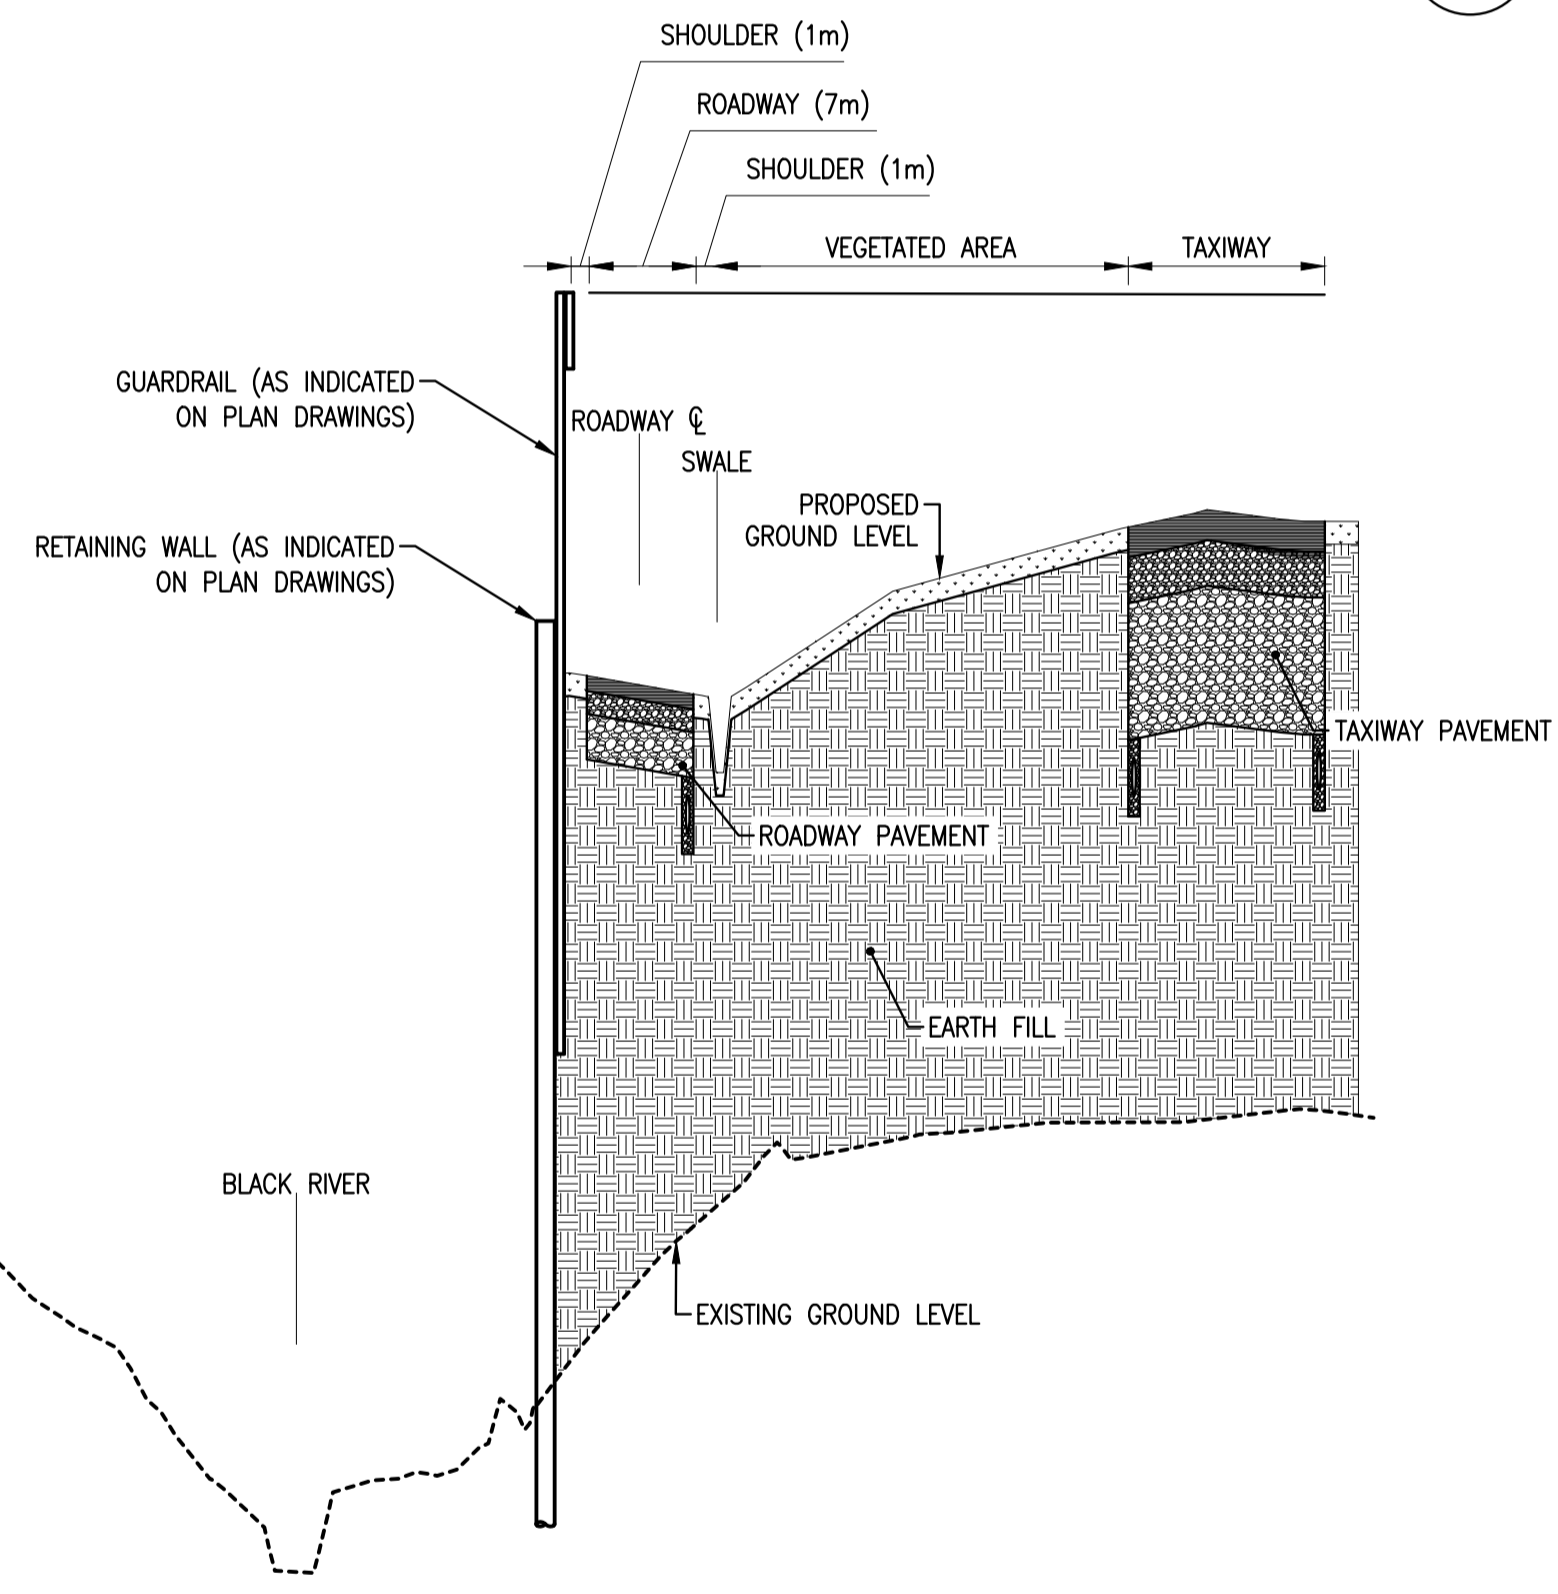 SHOULDER (1m)
ROADWAY (7m)
SHOULDER (1m)
VEGETATED AREA
TAXIWAY
GUARDRAIL (AS INDICATED
ON PLAN DRAWINGS)
ROADWAY ℄
SWALE
PROPOSED
GROUND LEVEL
RETAINING WALL (AS INDICATED
ON PLAN DRAWINGS)
TAXIWAY PAVEMENT
ROADWAY PAVEMENT
EARTH FILL
BLACK RIVER
EXISTING GROUND LEVEL